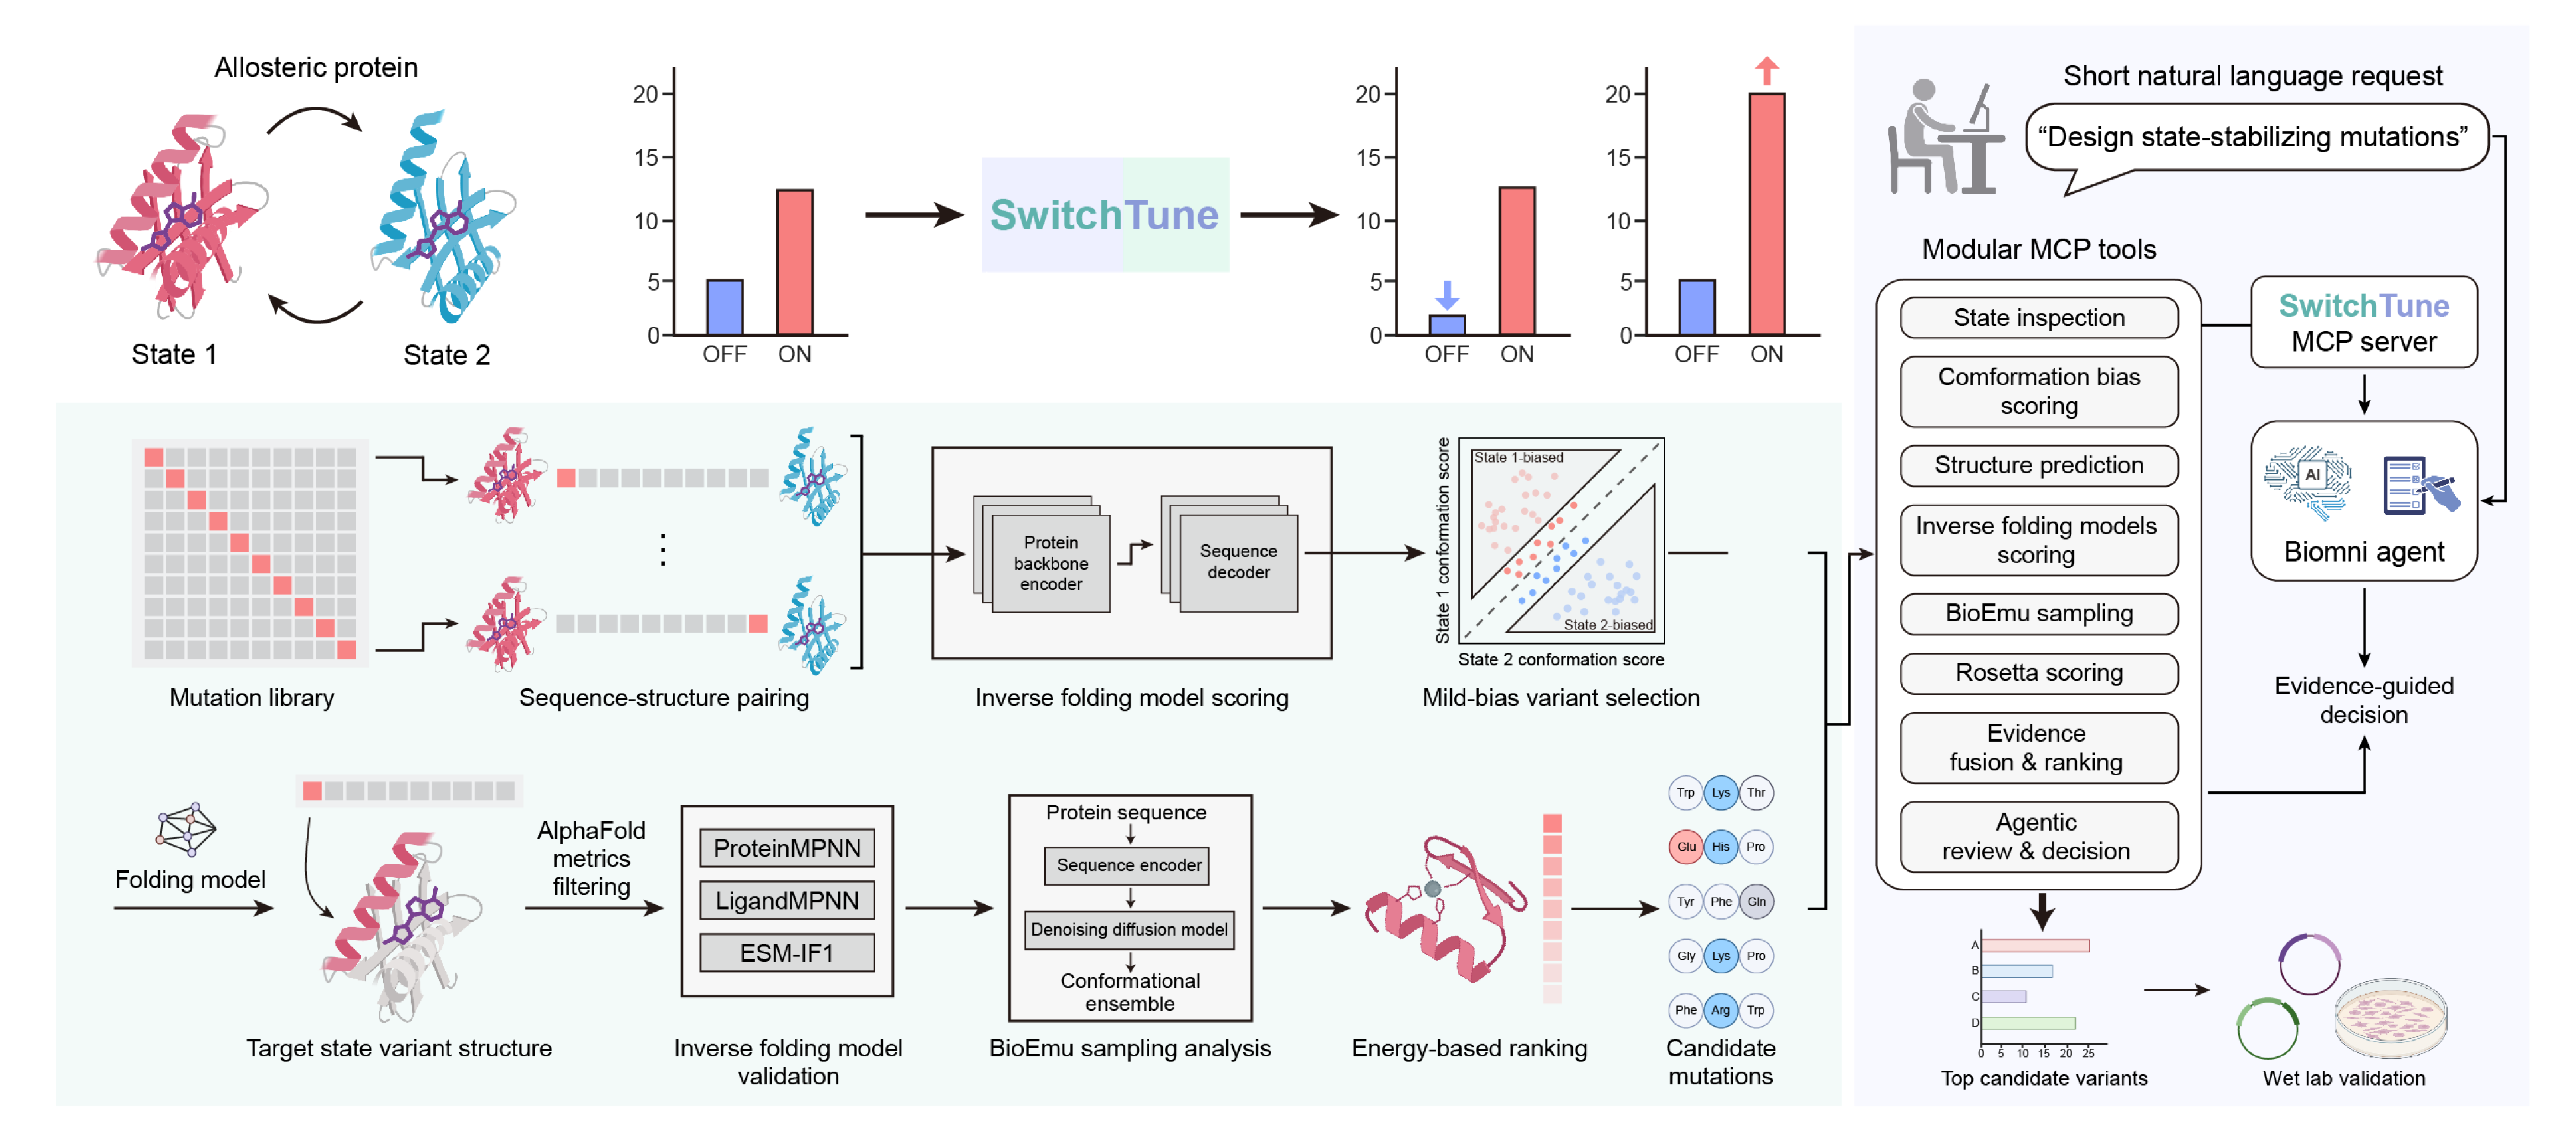 Allosteric protein
State 1
State 2
20
15
10
5
0
OFF
ON
SwitchTune
20
15
10
5
0
OFF
ON
20
15
10
5
0
OFF
ON
Mutation library
Sequence-structure pairing
Protein
backbone
encoder
Sequence
decoder
Inverse folding model scoring
State 1 conformation score
State 1-biased
State 2-biased
State 2 conformation score
Mild-bias variant selection
Folding model
Target state variant structure
AlphaFold
metrics
filtering
ProteinMPNN
LigandMPNN
ESM-IF1
Inverse folding model
validation
Protein sequence
Sequence encoder
Denoising diffusion model
Conformational
ensemble
BioEmu sampling analysis
Energy-based ranking
Trp Lys Thr
Glu His Pro
Tyr Phe Gln
Gly Lys Pro
Phe Arg Trp
Candidate
mutations
Short natural language request
“Design state-stabilizing mutations”
Modular MCP tools
State inspection
Comformation bias
scoring
Structure prediction
Inverse folding models
scoring
BioEmu sampling
Rosetta scoring
Evidence
fusion & ranking
Agentic
review & decision
SwitchTune
MCP server
AI
Biomni agent
Evidence-guided
decision
A
B
C
D
0 5 10 15 20 25
Top candidate variants
Wet lab validation